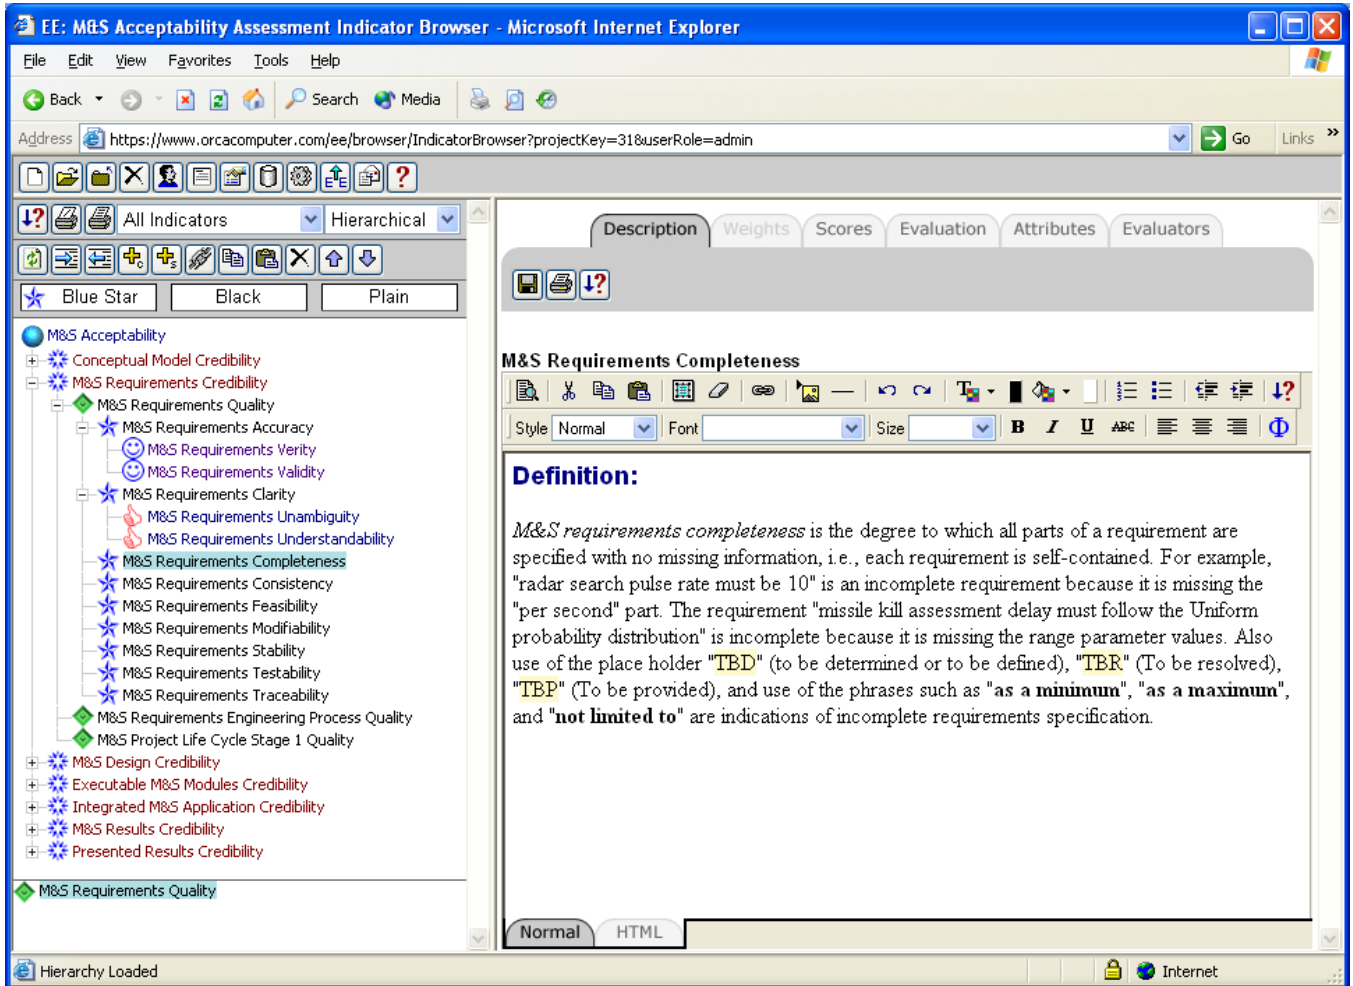 EE: M&S Acceptability Assessment Indicator Browser - Microsoft Internet Explorer
File Edit View Favorites Tools Help
Back Search Media
Address https://www.orcacomputer.com/ee/browser/IndicatorBrowser?projectKey=31&userRole=admin Go Links »
All Indicators Hierarchical
Blue Star Black Plain
M&S Acceptability
Conceptual Model Credibility
M&S Requirements Credibility
M&S Requirements Quality
M&S Requirements Accuracy
M&S Requirements Verity
M&S Requirements Validity
M&S Requirements Clarity
M&S Requirements Unambiguity
M&S Requirements Understandability
M&S Requirements Completeness
M&S Requirements Consistency
M&S Requirements Feasibility
M&S Requirements Modifiability
M&S Requirements Stability
M&S Requirements Testability
M&S Requirements Traceability
M&S Requirements Engineering Process Quality
M&S Project Life Cycle Stage 1 Quality
M&S Design Credibility
Executable M&S Modules Credibility
Integrated M&S Application Credibility
M&S Results Credibility
Presented Results Credibility
M&S Requirements Quality
Description Weights Scores Evaluation Attributes Evaluators
M&S Requirements Completeness
Style Normal Font Size B I U ABC Φ
Definition:
M&S requirements completeness is the degree to which all parts of a requirement are
specified with no missing information, i.e., each requirement is self-contained. For example,
"radar search pulse rate must be 10" is an incomplete requirement because it is missing the
"per second" part. The requirement "missile kill assessment delay must follow the Uniform
probability distribution" is incomplete because it is missing the range parameter values. Also
use of the place holder "TBD" (to be determined or to be defined), "TBR" (To be resolved),
"TBP" (To be provided), and use of the phrases such as "as a minimum", "as a maximum",
and "not limited to" are indications of incomplete requirements specification.
Normal HTML
Hierarchy Loaded Internet